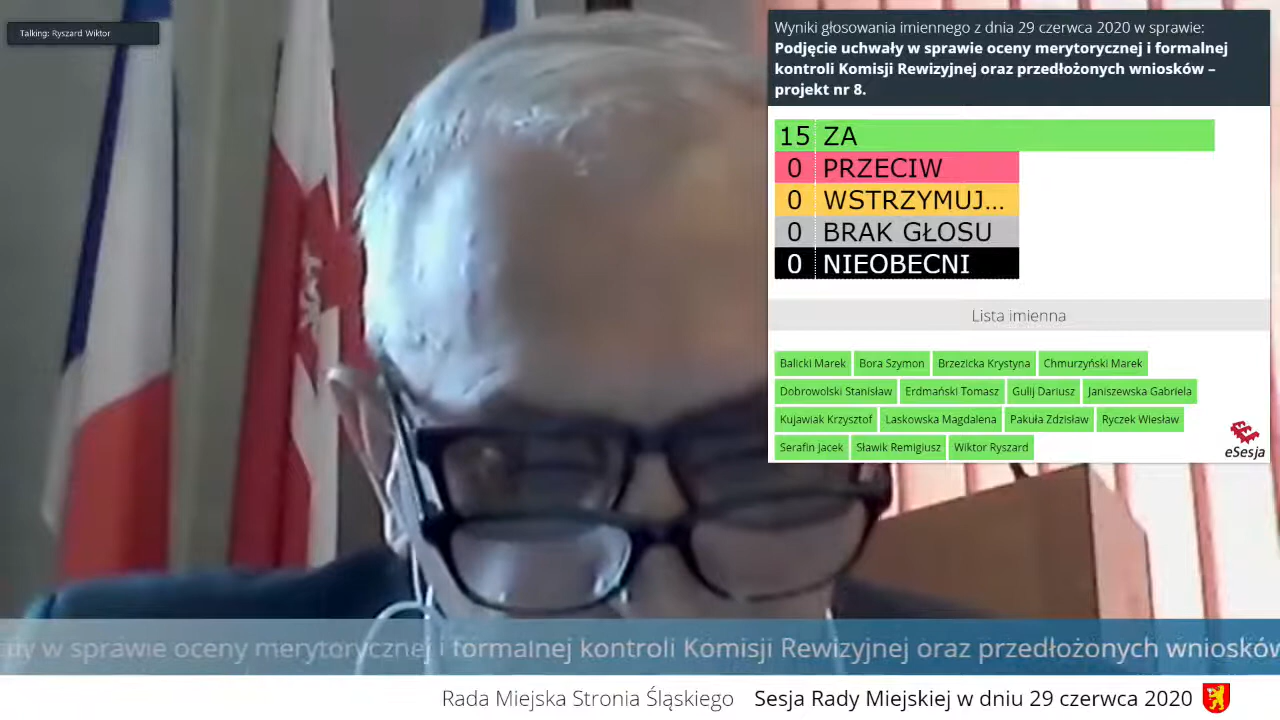 Talking: Ryszard Wiktor
Wyniki głosowania imiennego z dnia 29 czerwca 2020 w sprawie:
Podjęcie uchwały w sprawie oceny merytorycznej i formalnej
kontroli Komisji Rewizyjnej oraz przedłożonych wniosków –
projekt nr 8.
15 ZA
0 PRZECIW
0 WSTRZYMUJ...
0 BRAK GŁOSU
0 NIEOBECNI
Lista imienna
Balicki Marek Bora Szymon Brzezicka Krystyna Chmurzyński Marek
Dobrowolski Stanisław Erdmański Tomasz Gulij Dariusz Janiszewska Gabriela
Kujawiak Krzysztof Laskowska Magdalena Pakuła Zdzisław Ryczek Wiesław
Serafin Jacek Sławik Remigiusz Wiktor Ryszard
eSesja
w sprawie oceny merytorycznej i formalnej kontroli Komisji Rewizyjnej oraz przedłożonych wniosków
Rada Miejska Stronia Śląskiego Sesja Rady Miejskiej w dniu 29 czerwca 2020